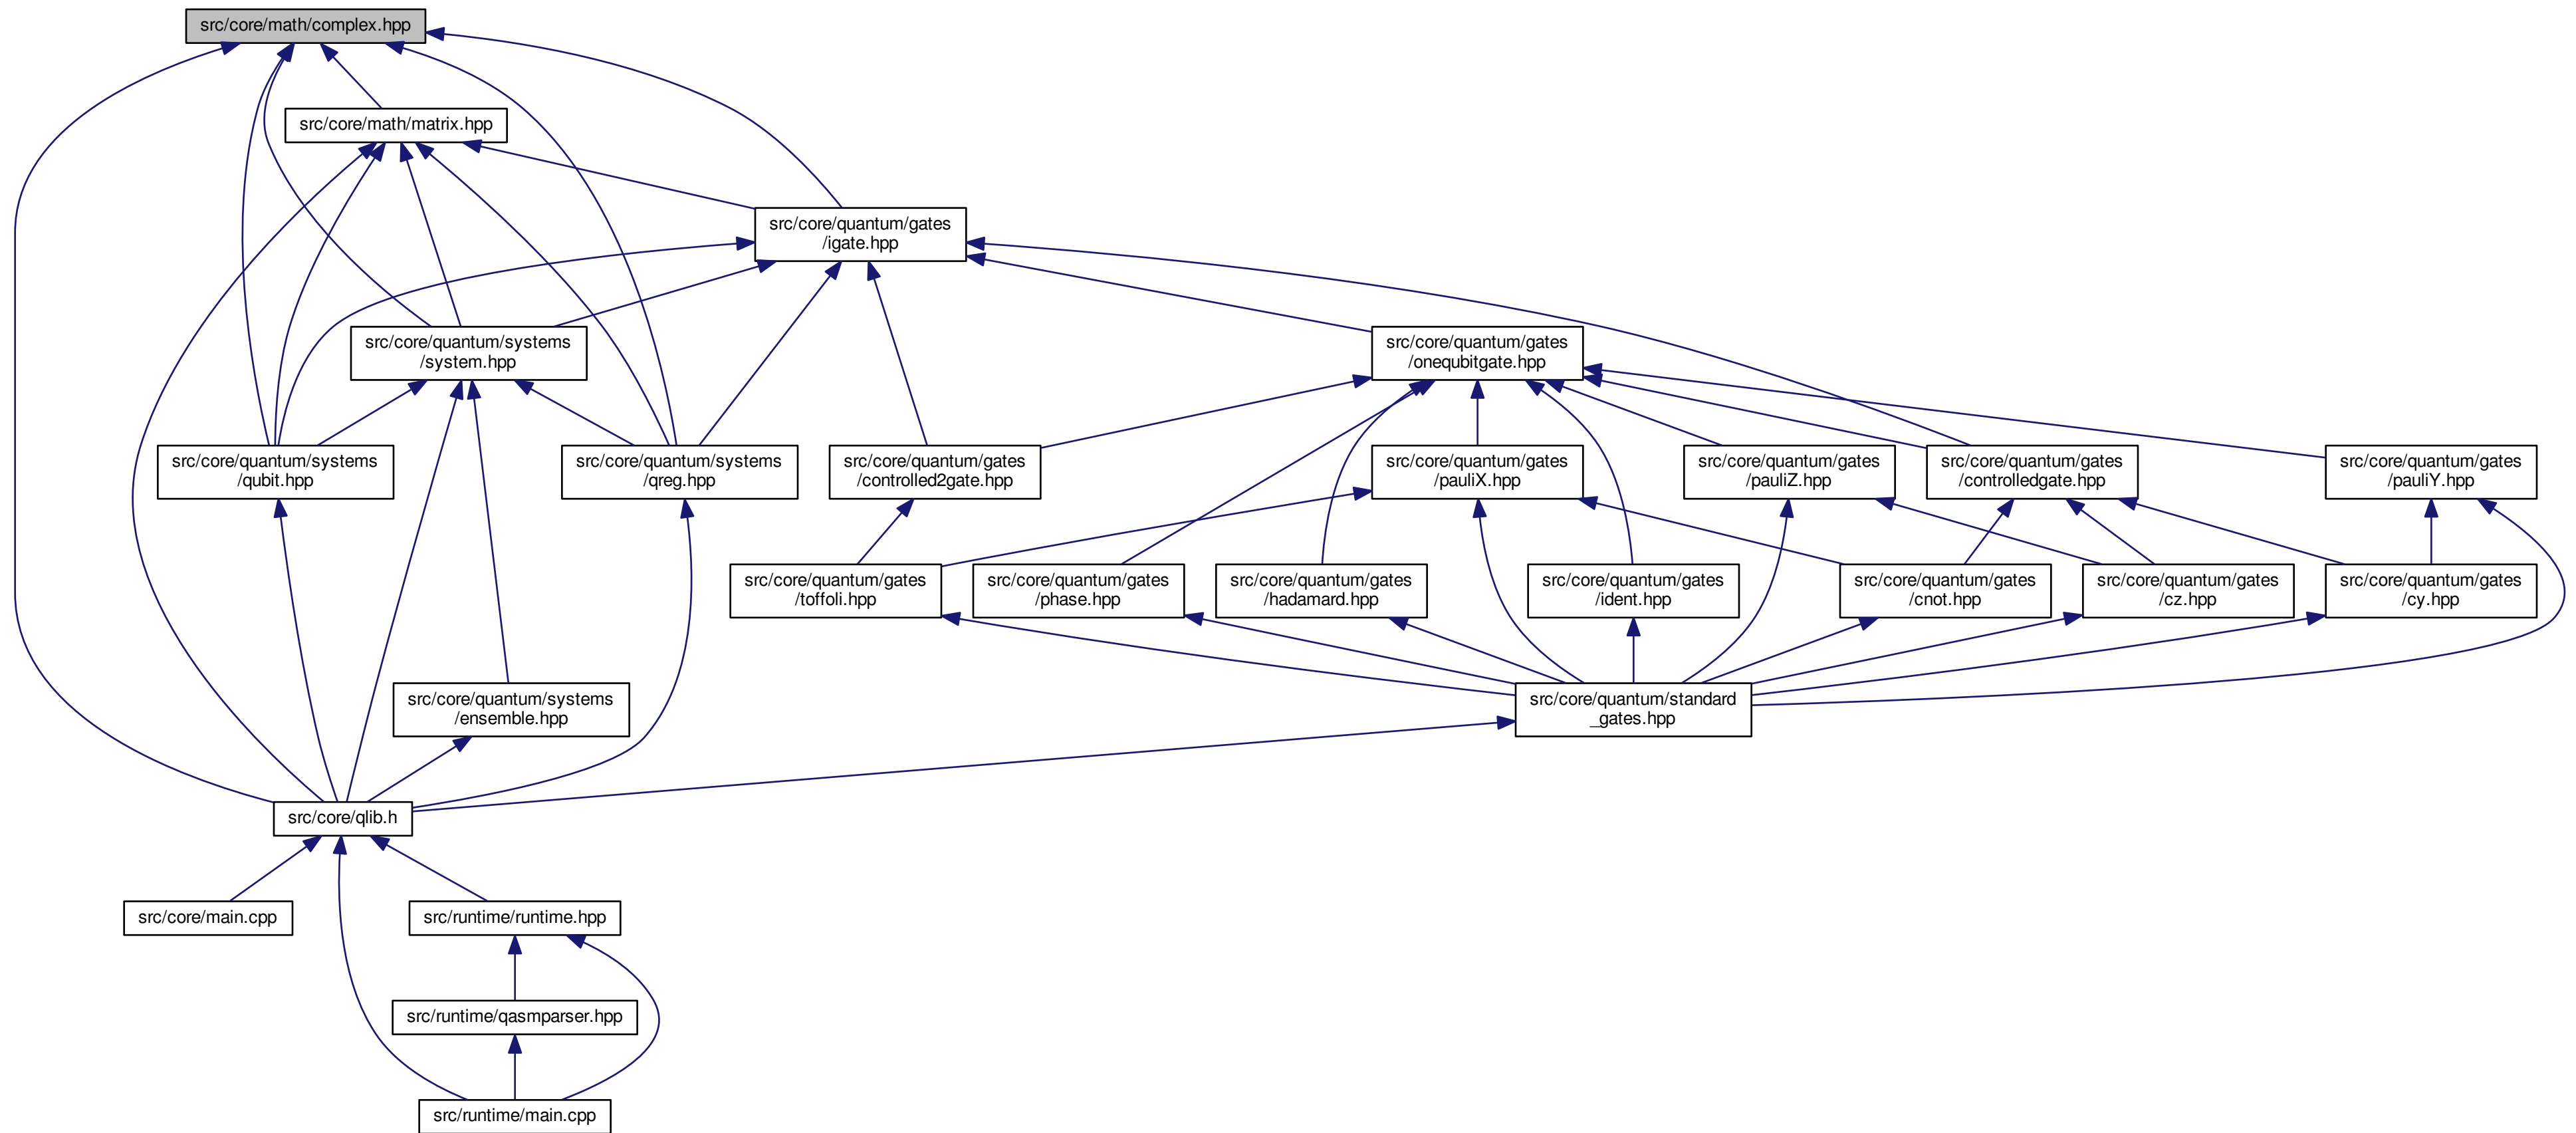 src/core/math/complex.hpp
src/core/math/matrix.hpp
src/core/quantum/gates
/igate.hpp
src/core/quantum/systems
/system.hpp
src/core/quantum/gates
/onequbitgate.hpp
src/core/quantum/systems
/qubit.hpp
src/core/quantum/systems
/qreg.hpp
src/core/quantum/gates
/controlled2gate.hpp
src/core/quantum/gates
/pauliX.hpp
src/core/quantum/gates
/pauliZ.hpp
src/core/quantum/gates
/controlledgate.hpp
src/core/quantum/gates
/pauliY.hpp
src/core/quantum/gates
/toffoli.hpp
src/core/quantum/gates
/phase.hpp
src/core/quantum/gates
/hadamard.hpp
src/core/quantum/gates
/ident.hpp
src/core/quantum/gates
/cnot.hpp
src/core/quantum/gates
/cz.hpp
src/core/quantum/gates
/cy.hpp
src/core/quantum/systems
/ensemble.hpp
src/core/quantum/standard
_gates.hpp
src/core/qlib.h
src/core/main.cpp
src/runtime/runtime.hpp
src/runtime/qasmparser.hpp
src/runtime/main.cpp